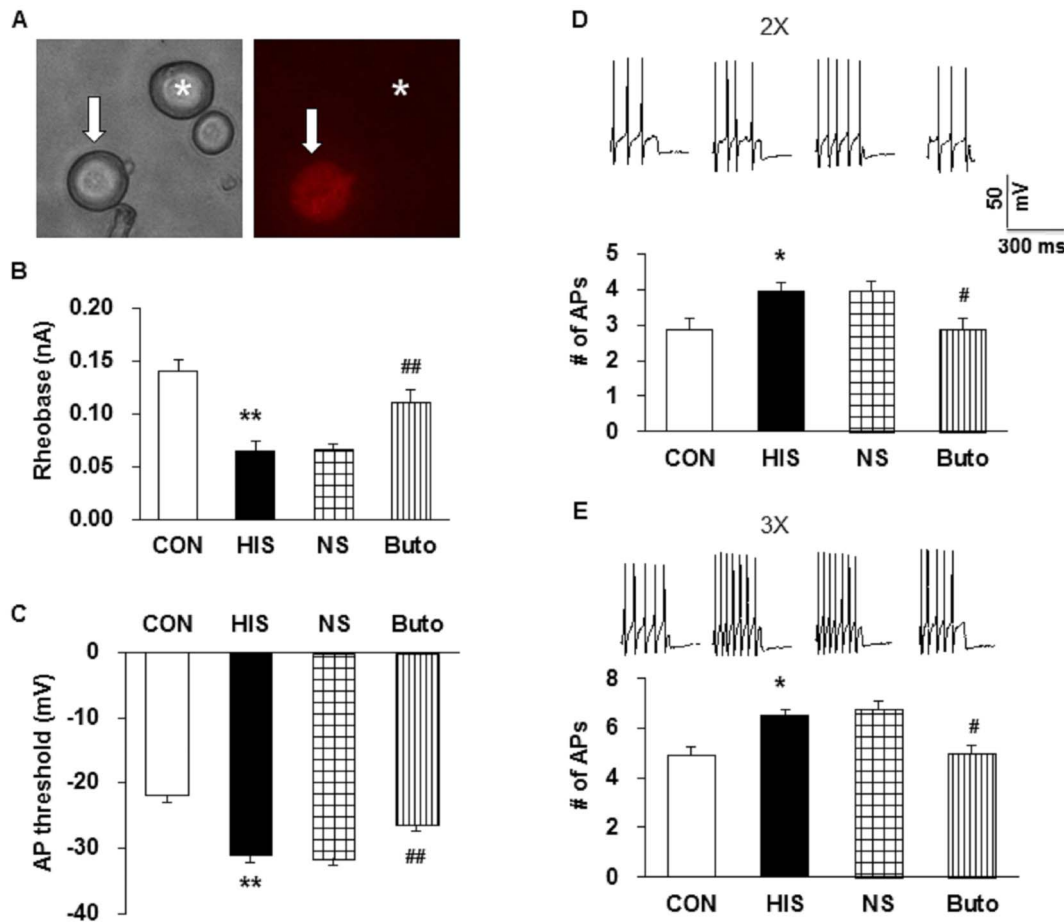 A
*
*
B
Rheobase (nA)
0.20
0.15
0.10
0.05
0.00
**
##
CON HIS NS Buto
C
CON HIS NS Buto
AP threshold (mV)
0
-10
-20
-30
-40
**
##
D
2X
50
mV
300 ms
# of APs
5
4
3
2
1
0
*
#
CON HIS NS Buto
E
3X
# of APs
8
6
4
2
0
*
#
CON HIS NS Buto